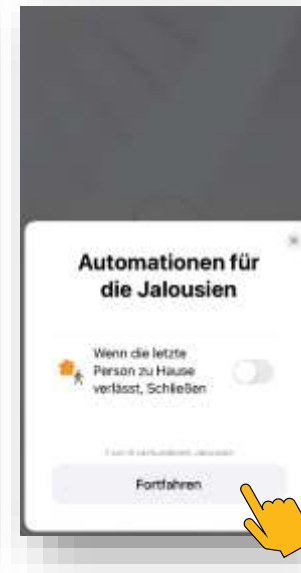 Automationen für
die Jalousien
Wenn die letzte
Person zu Hause
verlässt, Schließen
Fortfahren